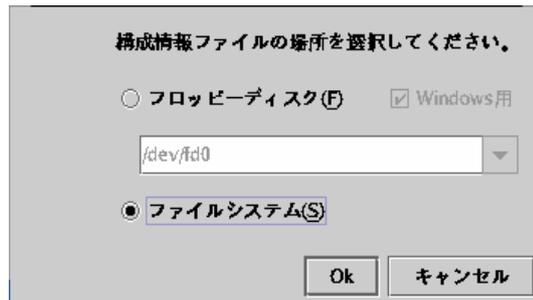 構成情報ファイルの場所を選択してください。
フロッピーディスク(F) Windows用
/dev/fd0
ファイルシステム(S)
Ok キャンセル